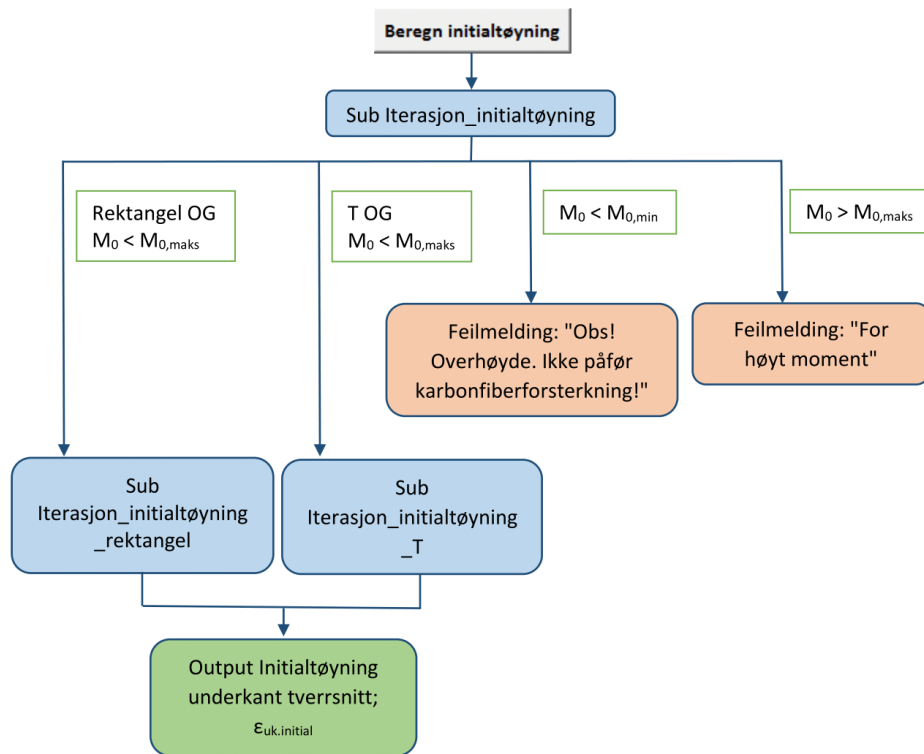 Beregn initialtøyning
Sub Iterasjon_initialtøyning
Rektangel OG
M₀ < M₀,maks
T OG
M₀ < M₀,maks
M₀ < M₀,min
M₀ > M₀,maks
Feilmelding: "Obs!
Overhøyde. Ikke påfør
karbonfiberforsterkning!"
Feilmelding: "For
høyt moment"
Sub
Iterasjon_initialtøyning
_rektangel
Sub
Iterasjon_initialtøyning
_T
Output Initialtøyning
underkant tverrsnitt;
εuk.initial